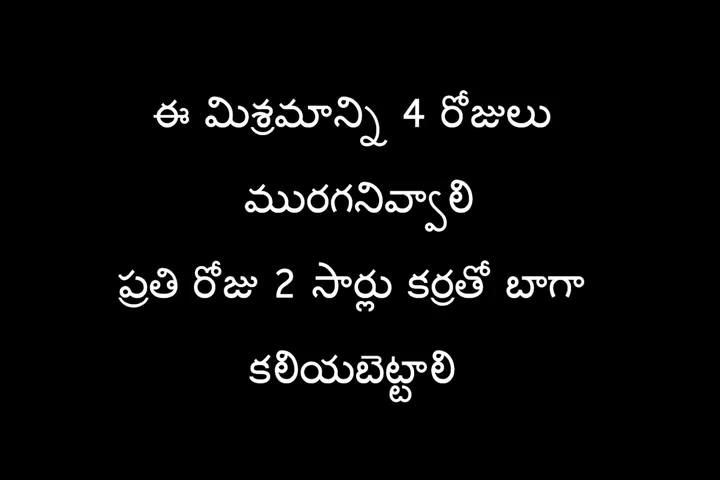 ఈ మిశ్రమాన్ని 4 రోజులు
మురగనివ్వాలి
ప్రతి రోజు 2 సార్లు కర్రతో బాగా
కలియబెట్టాలి